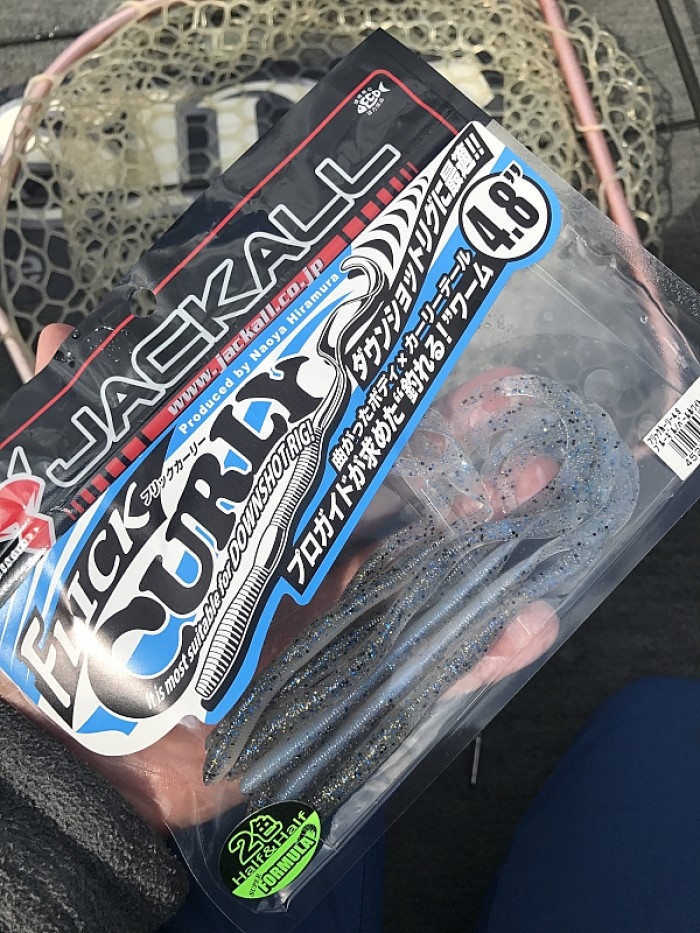 ECO
JACKALL
www.jackall.co.jp
Produced by Naoya Hiramura
フリックカーリー
FLICK
CURLY
It is most suitable for DOWNSHOT RIG!
ダウンショットリグに最適!!
4.8"
曲がったボディ×カーリーテール
プロガイドが求めた“釣れる!”ワーム
2色
Half&Half
SUPER
FORMULA